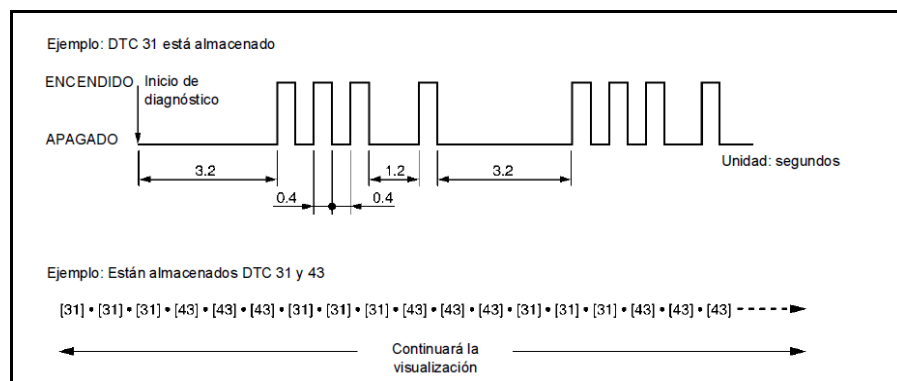 Ejemplo: DTC 31 está almacenado
ENCENDIDO
Inicio de
diagnóstico
APAGADO
Unidad: segundos
3.2
1.2
3.2
0.4
0.4
Ejemplo: Están almacenados DTC 31 y 43
[31] • [31] • [31] • [43] • [43] • [43] • [31] • [31] • [31] • [43] • [43] • [43] • [31] • [31] • [31] • [43] • [43] • [43]
Continuará la
visualización